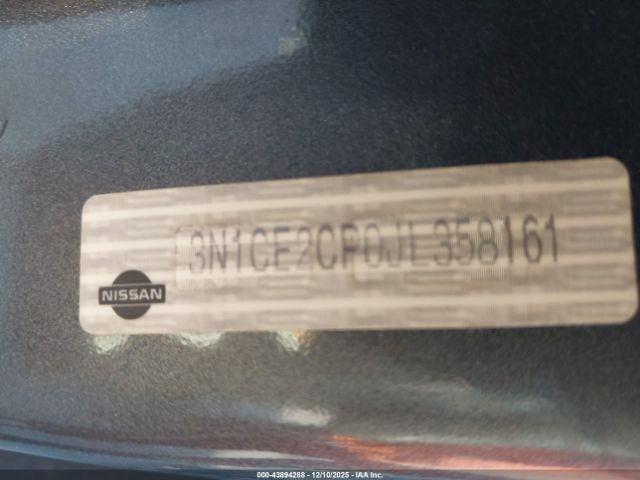 3N1CE2CP0JL358161
NISSAN
000-43894288 - 12/10/2025 - IAA Inc.